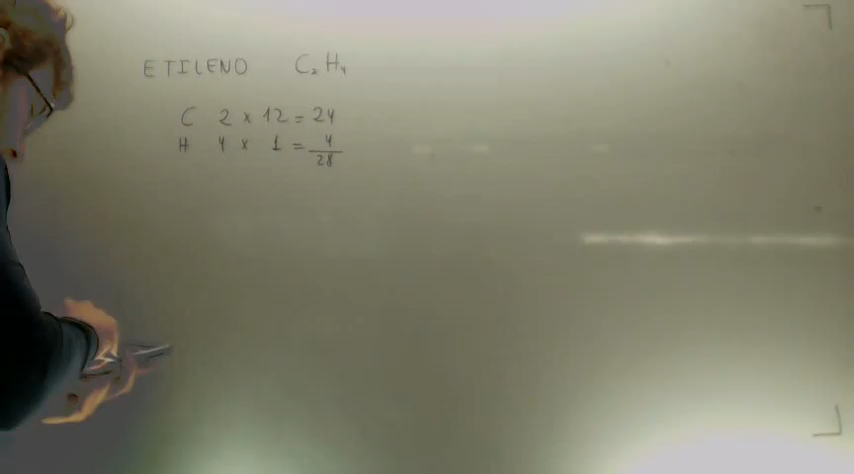 ETILENO C₂H₄
C 2 x 12 = 24
H 4 x 1 = 4
28